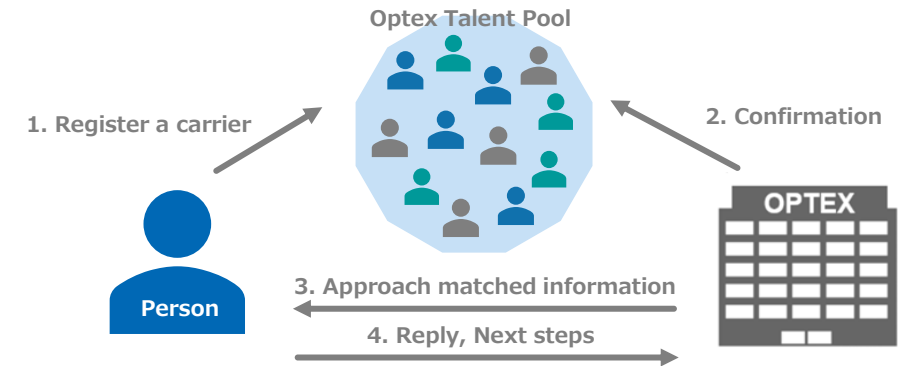 Optex Talent Pool
1. Register a carrier
2. Confirmation
OPTEX
3. Approach matched information
Person
4. Reply, Next steps